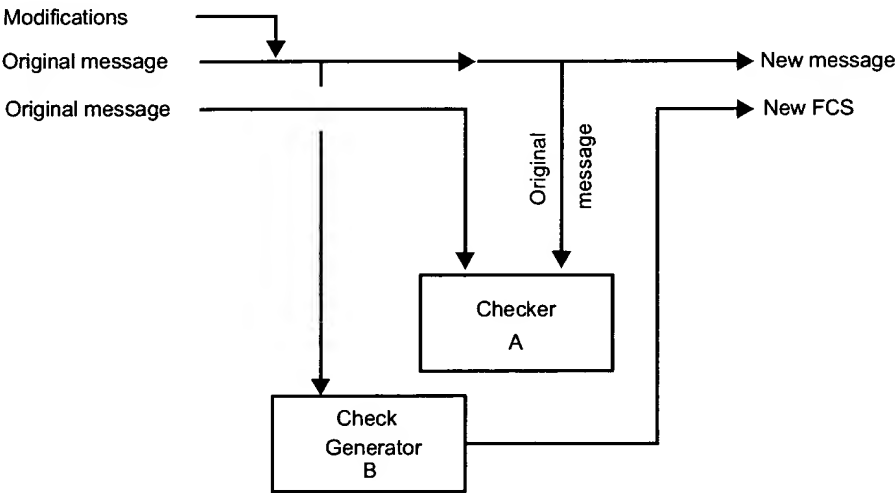 Modifications
Original message
New message
Original message
New FCS
Original
message
Checker
A
Check
Generator
B